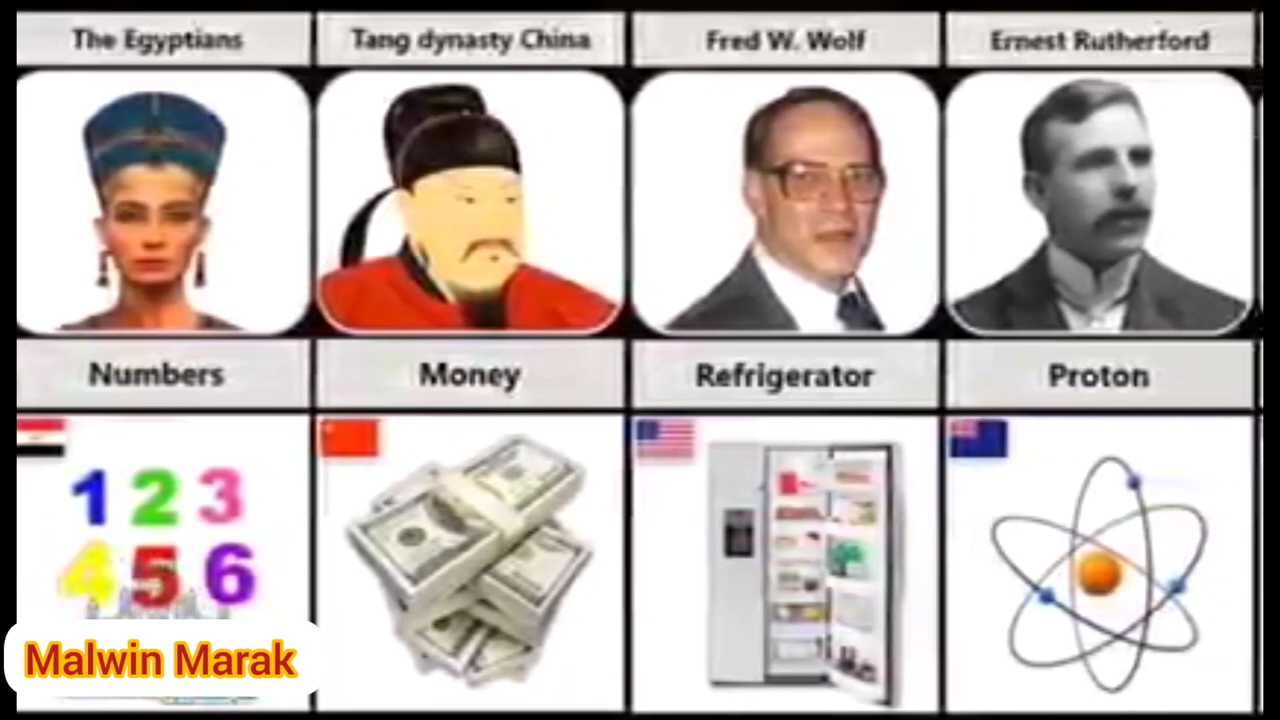 The Egyptians
Tang dynasty China
Fred W. Wolf
Ernest Rutherford
Numbers
Money
Refrigerator
Proton
1 2 3
4 5 6
Malwin Marak